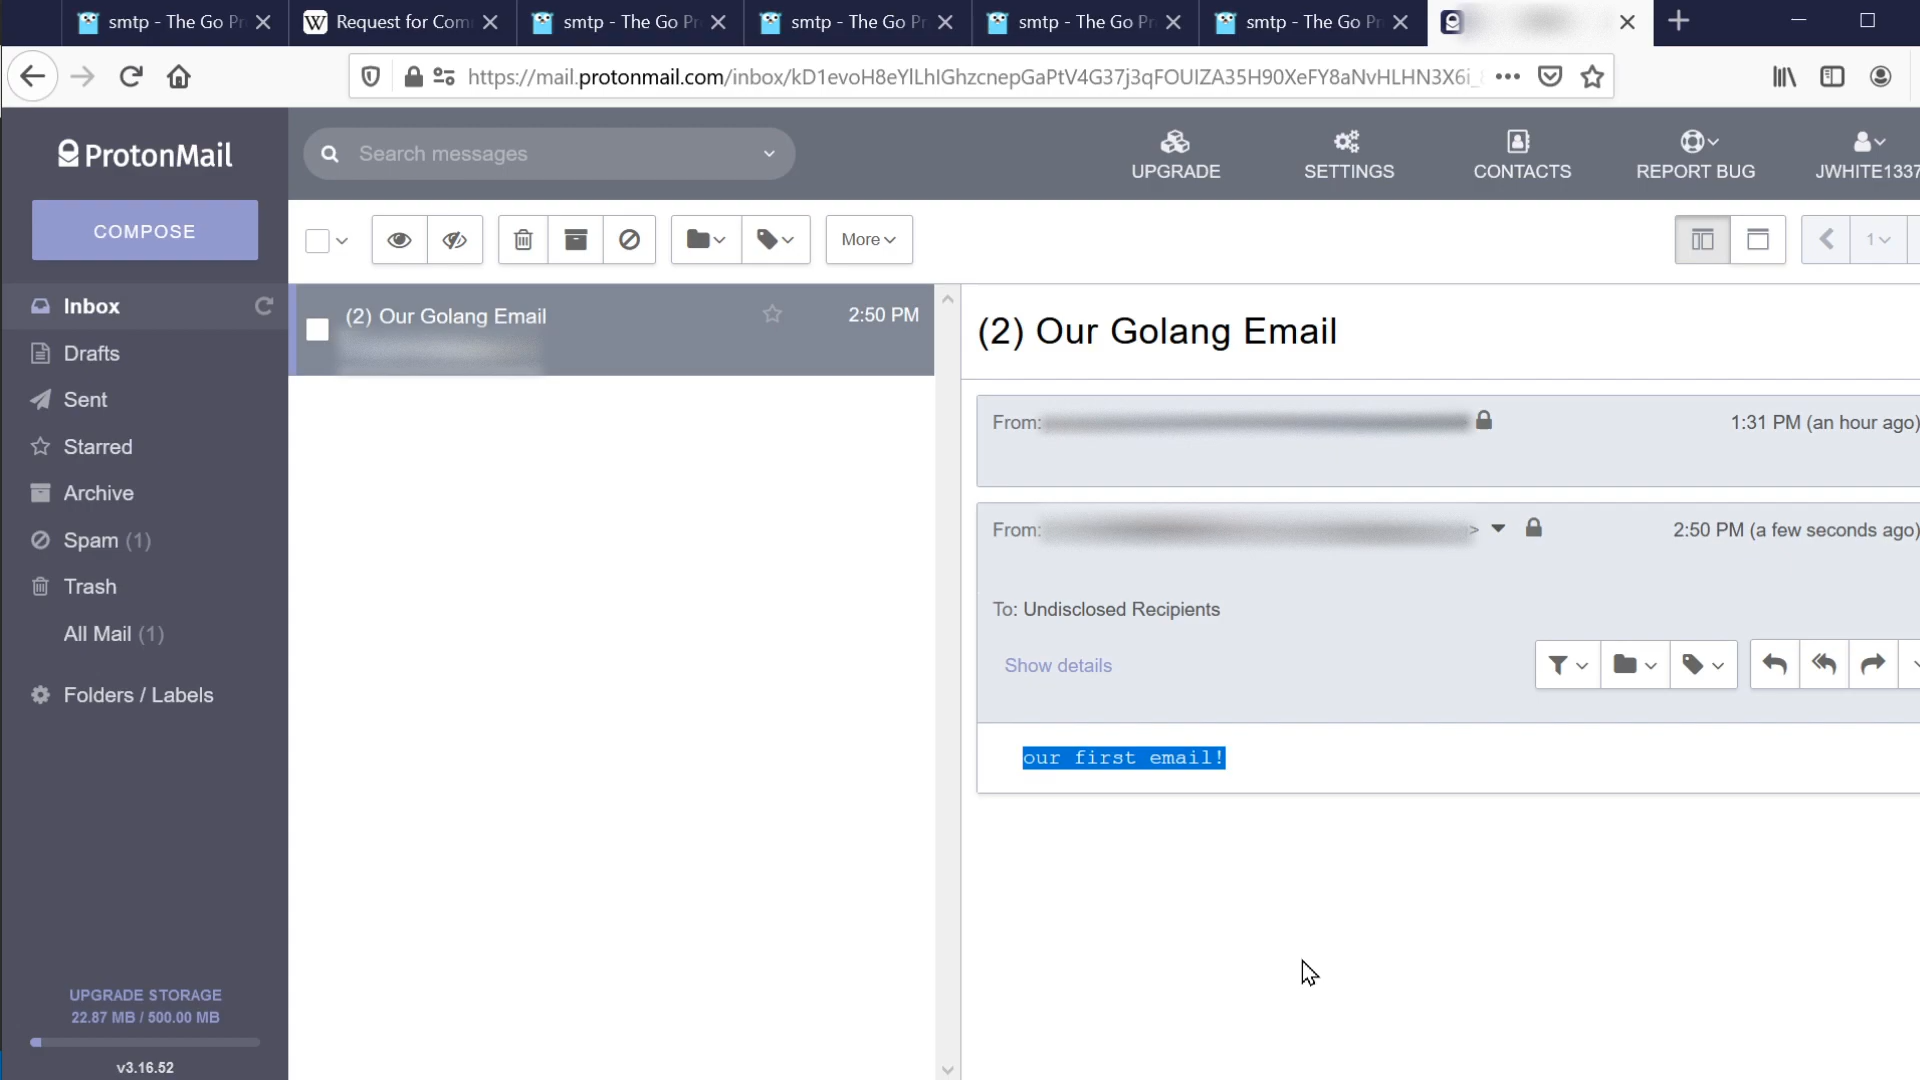 smtp - The Go Pr
Request for Com
smtp - The Go Pr
smtp - The Go P
smtp - The Go Pr
smtp - The Go P
https://mail.protonmail.com/inbox/kD1evoH8eYlLhIGhzcnepGaPtV4G37j3qFOUIZA35H90XeFY8aNvHLHN3X6i_
ProtonMail
Search messages
UPGRADE
SETTINGS
CONTACTS
REPORT BUG
JWHITE1337
COMPOSE
More
1
Inbox
Drafts
Sent
Starred
Archive
Spam (1)
Trash
All Mail (1)
Folders / Labels
UPGRADE STORAGE
22.87 MB / 500.00 MB
v3.16.52
(2) Our Golang Email
2:50 PM
(2) Our Golang Email
From:
1:31 PM (an hour ago)
From: >
2:50 PM (a few seconds ago)
To: Undisclosed Recipients
Show details
our first email!